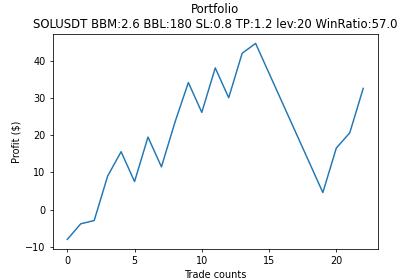 Portfolio
SOLUSDT BBM:2.6 BBL:180 SL:0.8 TP:1.2 lev:20 WinRatio:57.0
40
30
20
10
0
−10
Profit ($)
0 5 10 15 20
Trade counts